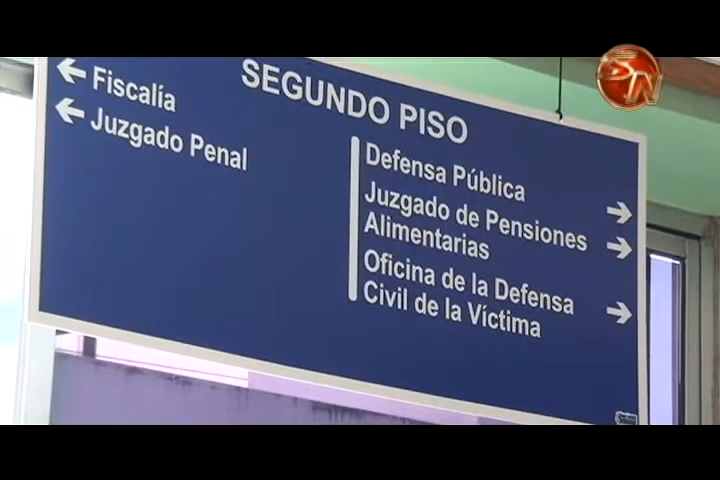 SEGUNDO PISO
Fiscalía
Juzgado Penal
Defensa Pública
Juzgado de Pensiones
Alimentarias
Oficina de la Defensa
Civil de la Víctima